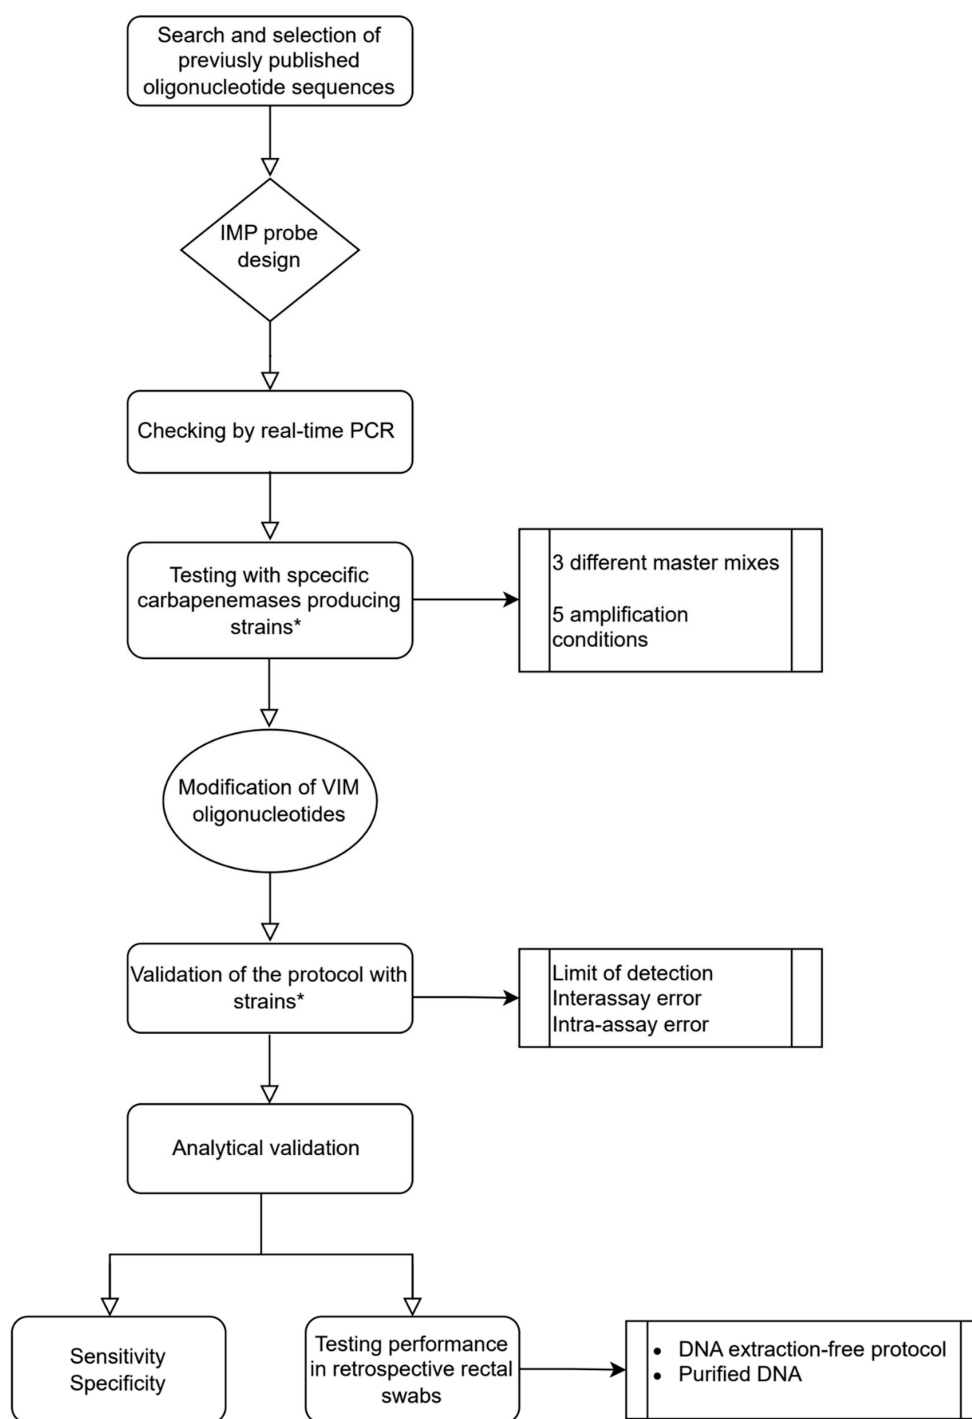 Search and selection of
previusly published
oligonucleotide sequences
IMP probe
design
Checking by real-time PCR
Testing with spcecific
carbapenemases producing
strains*
3 different master mixes
5 amplification
conditions
Modification of VIM
oligonucleotides
Validation of the protocol with
strains*
Limit of detection
Interassay error
Intra-assay error
Analytical validation
Sensitivity
Specificity
Testing performance
in retrospective rectal
swabs
• DNA extraction-free protocol
• Purified DNA